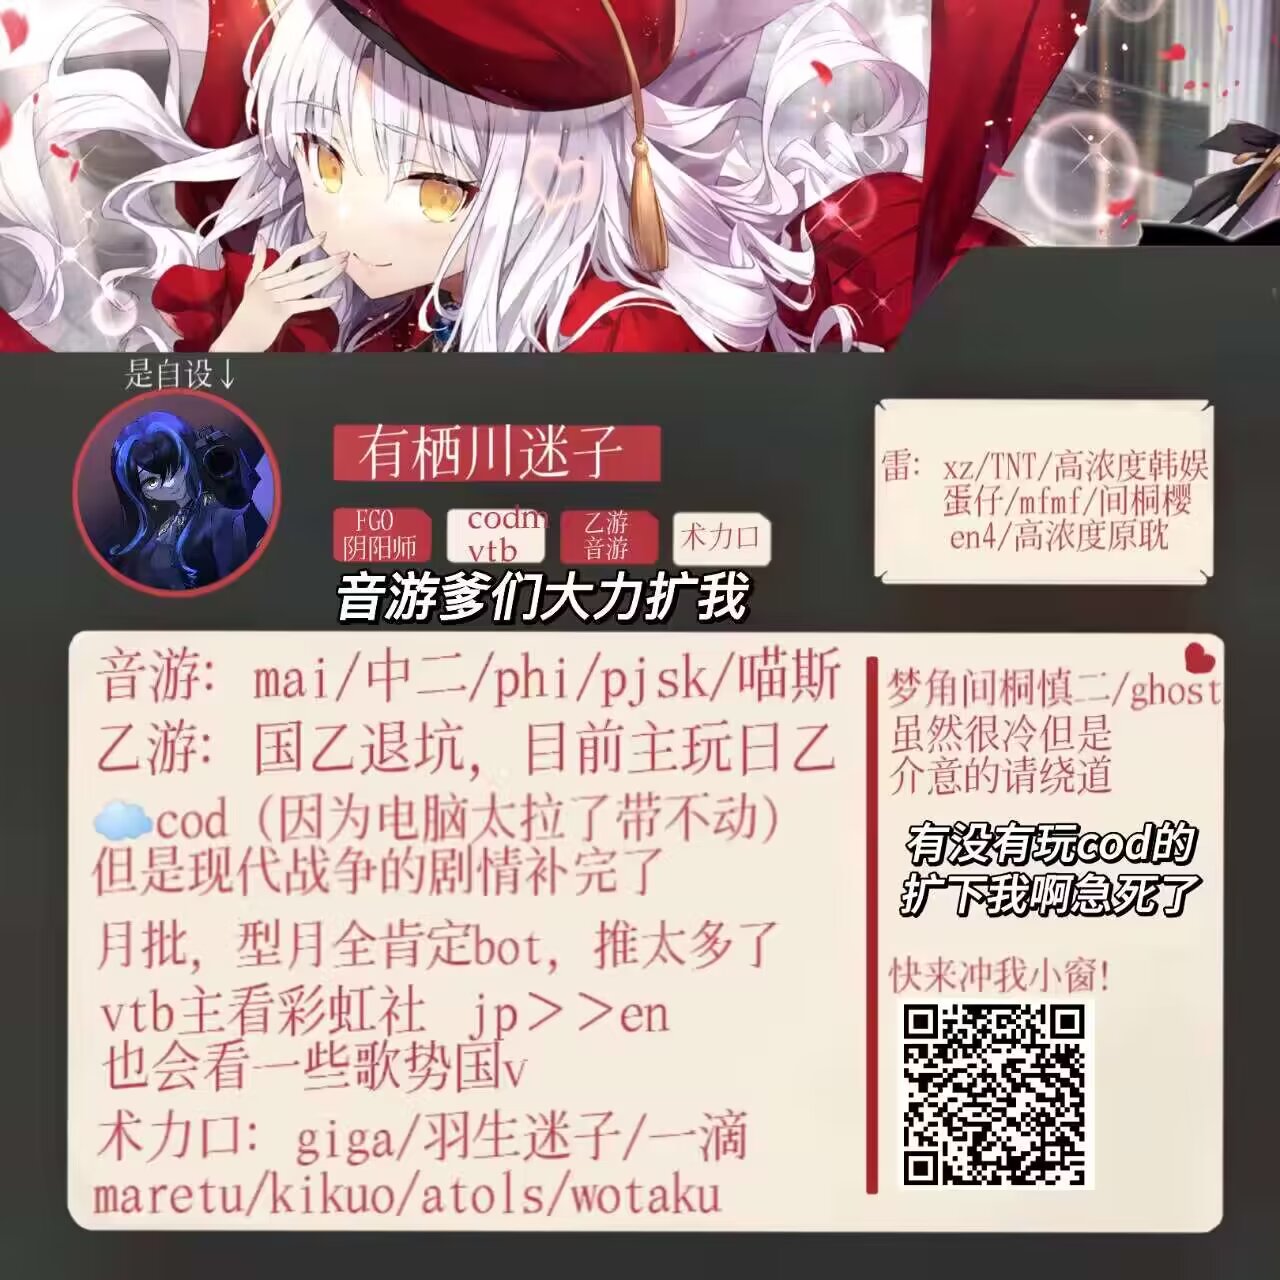 是自设↓
有栖川迷子
FGO
阴阳师
codm
vtb
乙游
音游
术力口
音游爹们大力扩我
雷：xz/TNT/高浓度韩娱
蛋仔/mfmf/间桐樱
en4/高浓度原耽
音游：mai/中二/phi/pjsk/喵斯
乙游：国乙退坑，目前主玩日乙
☁️cod（因为电脑太拉了带不动）
但是现代战争的剧情补完了
月批，型月全肯定bot，推太多了
vtb主看彩虹社 jp＞＞en
也会看一些歌势国v
术力口：giga/羽生迷子/一滴
maretu/kikuo/atols/wotaku
梦角间桐慎二/ghost
虽然很冷但是
介意的请绕道
有没有玩cod的
扩下我啊急死了
快来冲我小窗！